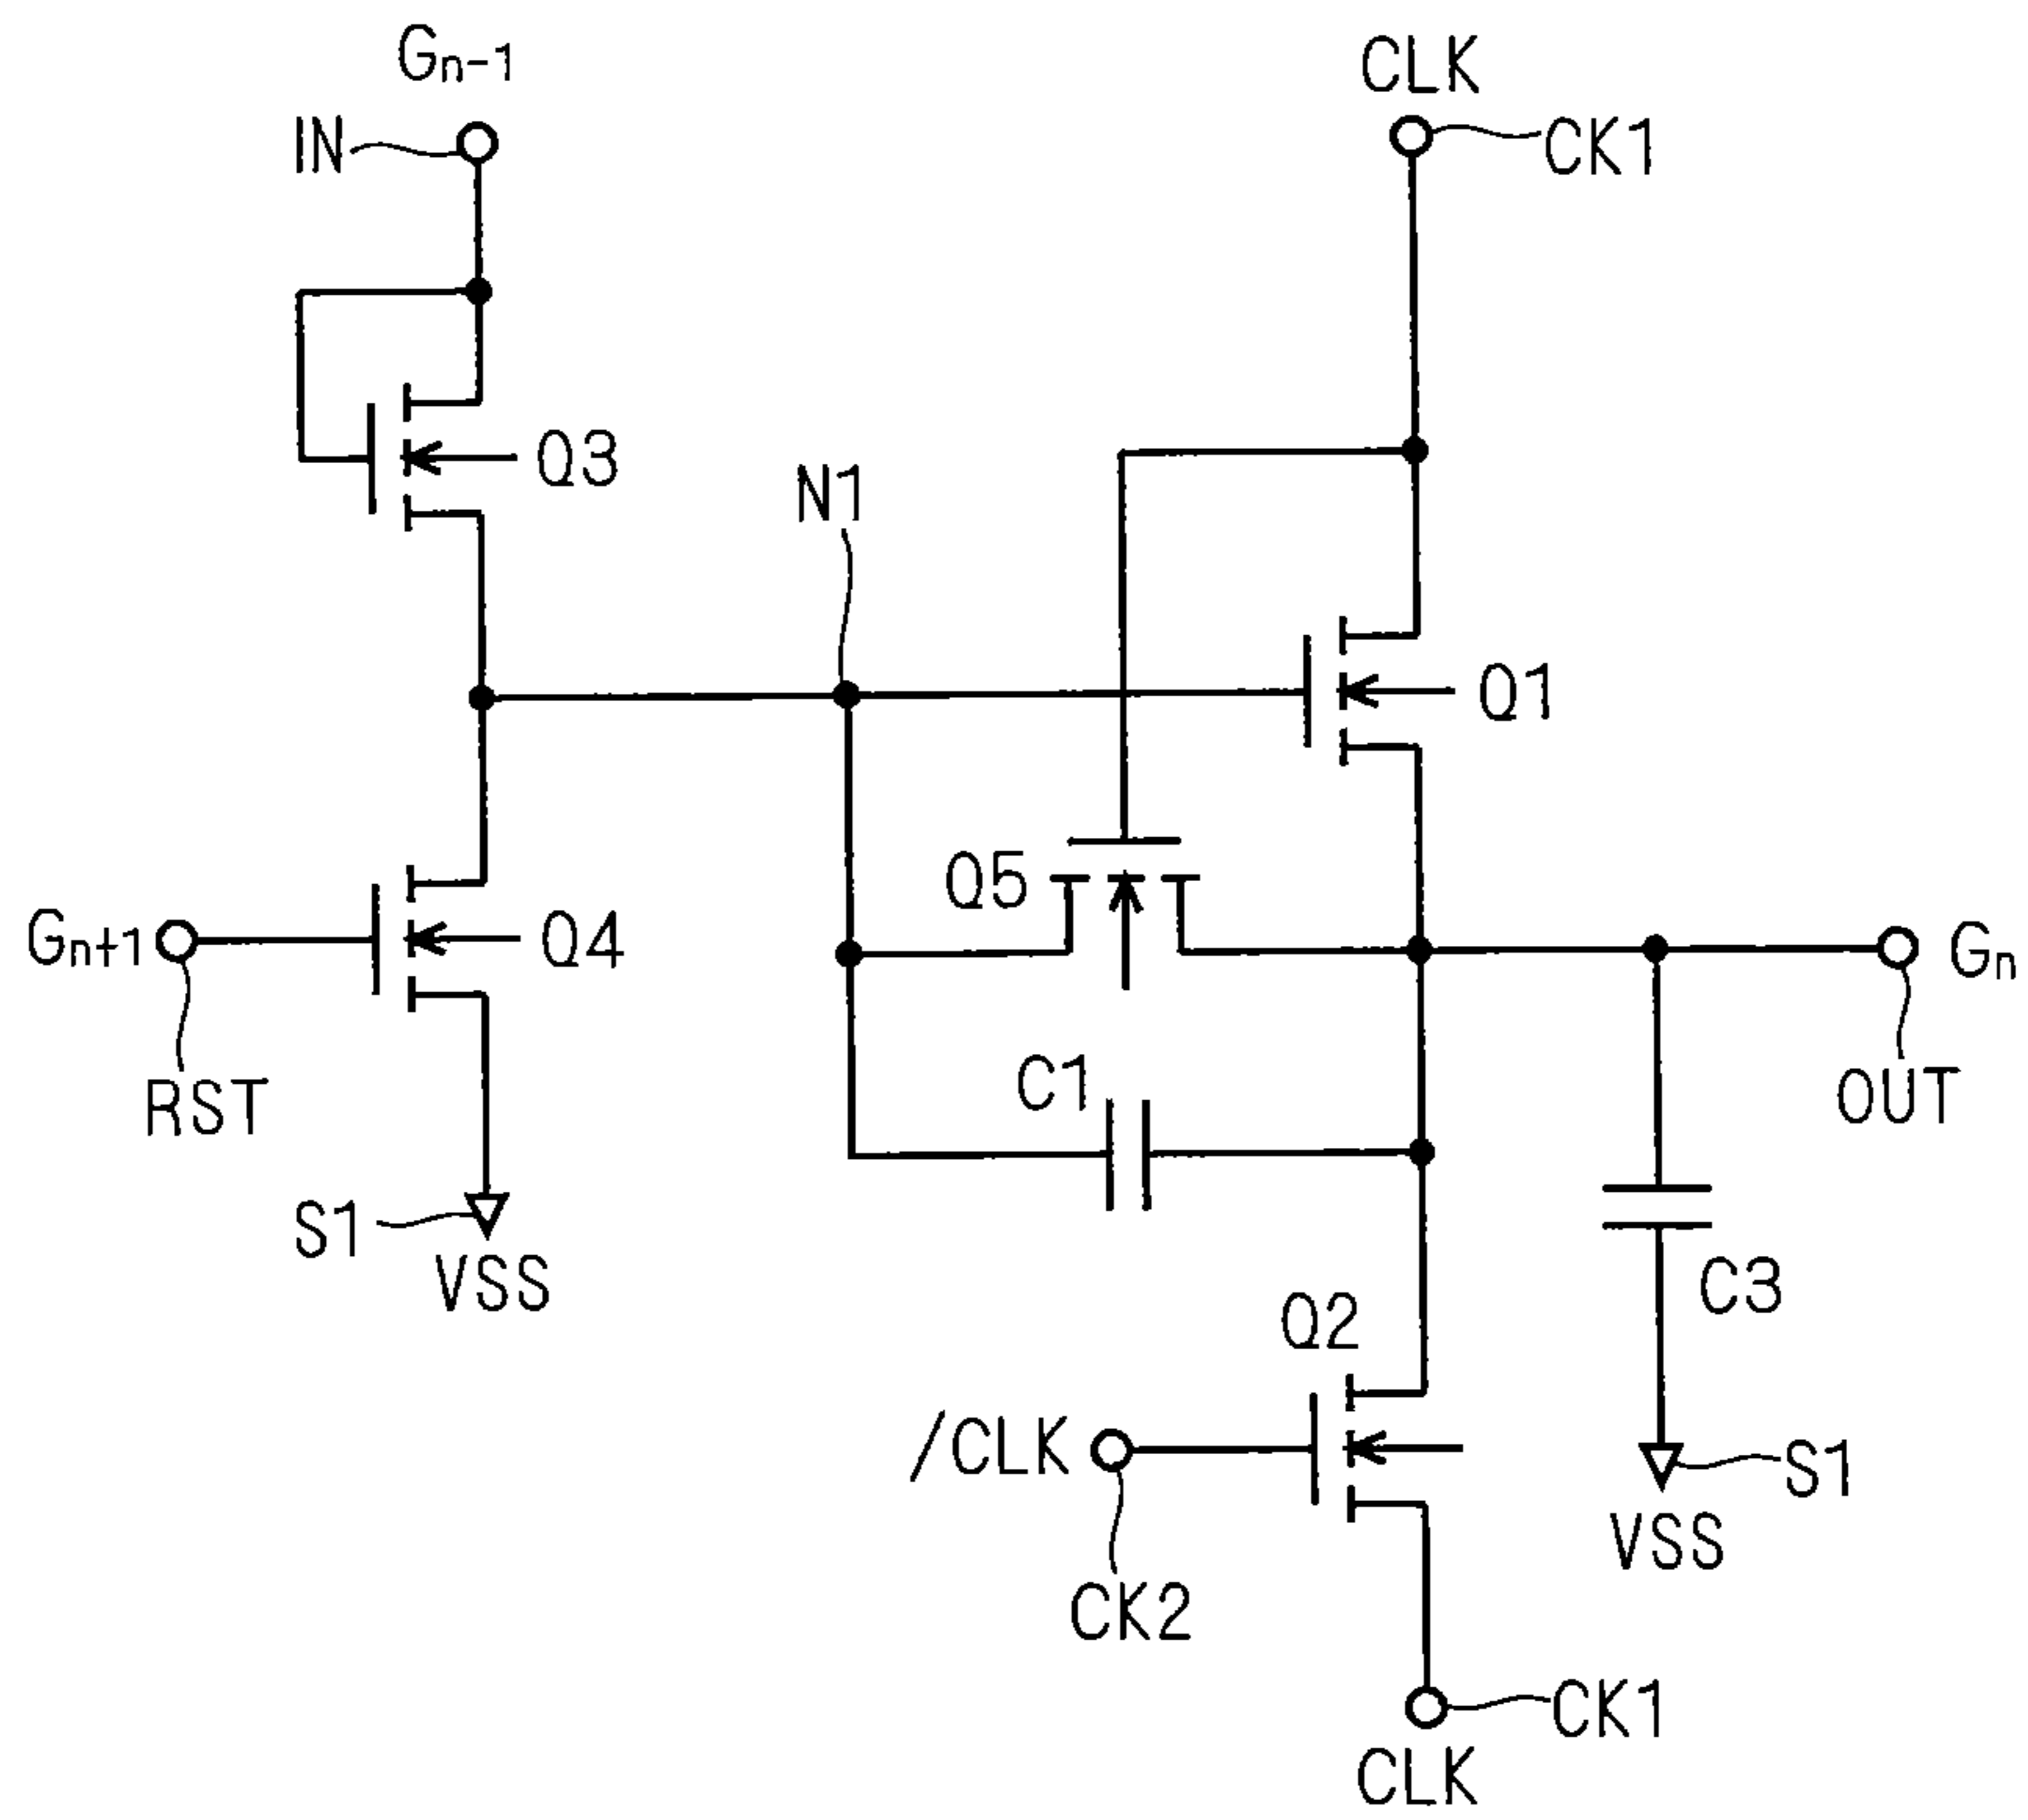 Gn-1
IN
CLK
CK1
Q3
N1
Q1
Q5
Gn+1
Q4
Gn
RST
C1
OUT
S1
VSS
C3
Q2
/CLK
S1
VSS
CK2
CK1
CLK